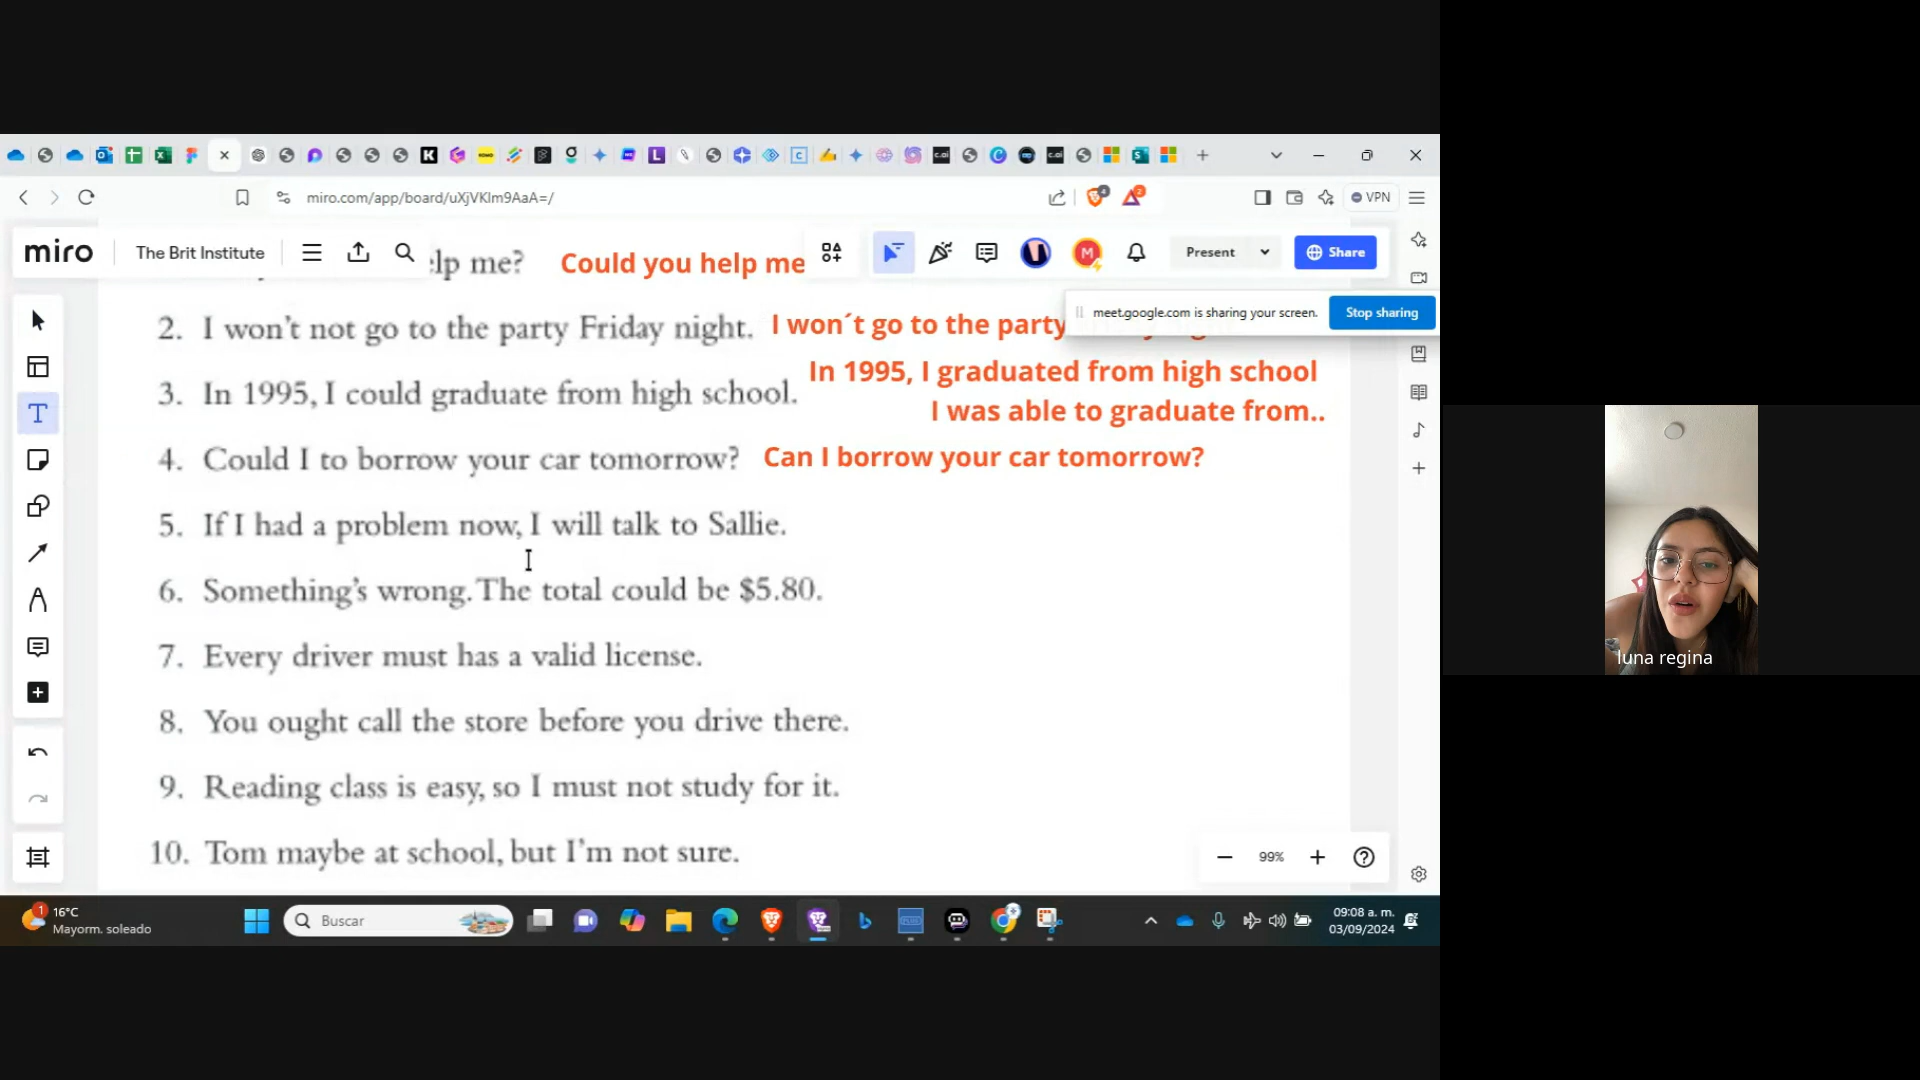 miro.com/app/board/uXjVKlm9AaA=/
VPN
miro
The Brit Institute
Present
Share
elp me? Could you help me
meet.google.com is sharing your screen.
Stop sharing
2. I won't not go to the party Friday night. I won´t go to the party
In 1995, I graduated from high school
3. In 1995, I could graduate from high school.
I was able to graduate from..
4. Could I to borrow your car tomorrow? Can I borrow your car tomorrow?
5. If I had a problem now, I will talk to Sallie.
6. Something's wrong. The total could be $5.80.
7. Every driver must has a valid license.
8. You ought call the store before you drive there.
9. Reading class is easy, so I must not study for it.
10. Tom maybe at school, but I'm not sure.
99%
luna regina
1
16°C
Mayorm. soleado
Buscar
09:08 a. m.
03/09/2024